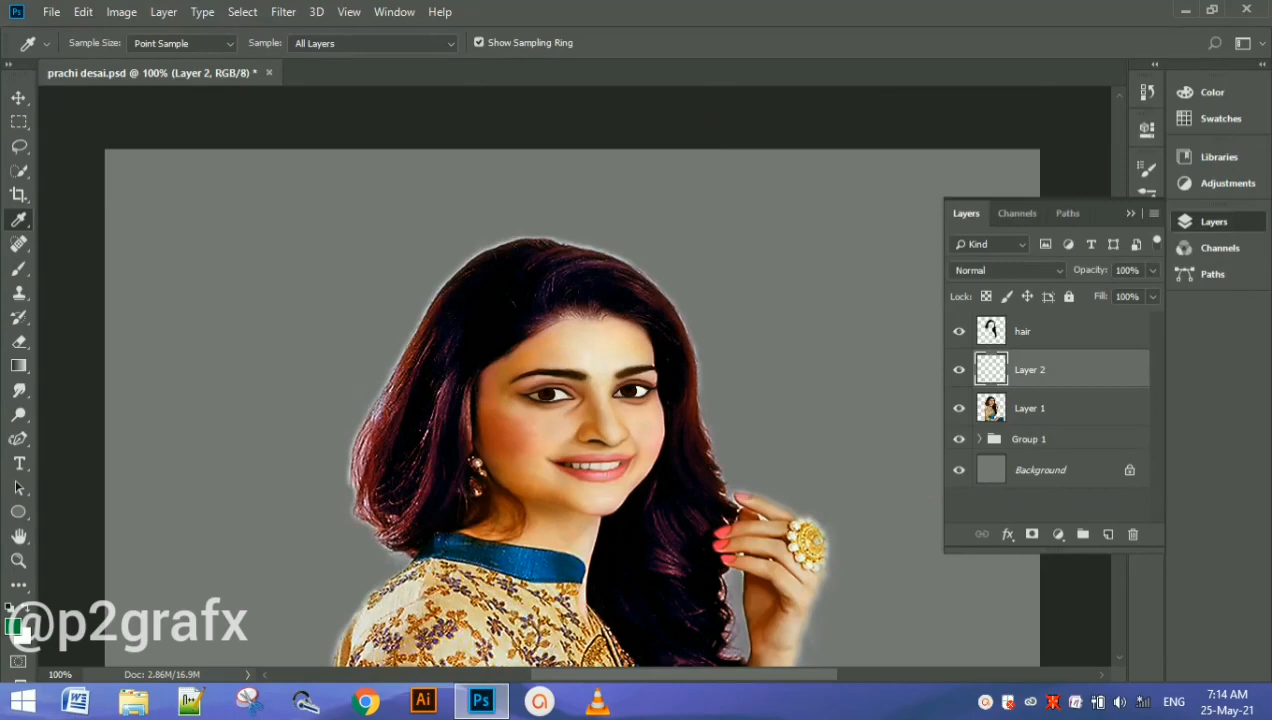 Ps File Edit Image Layer Type Select Filter 3D View Window Help
Sample Size: Point Sample Sample: All Layers Show Sampling Ring
prachi desai.psd @ 100% (Layer 2, RGB/8) *
Color
Swatches
Libraries
Adjustments
Layers
Channels
Paths
Layers Channels Paths
Kind
Normal Opacity: 100%
Lock: Fill: 100%
hair
Layer 2
Layer 1
Group 1
Background
fx
@p2grafx
100% Doc: 2.86M/16.9M
Ai Ps ENG 7:14 AM
25-May-21